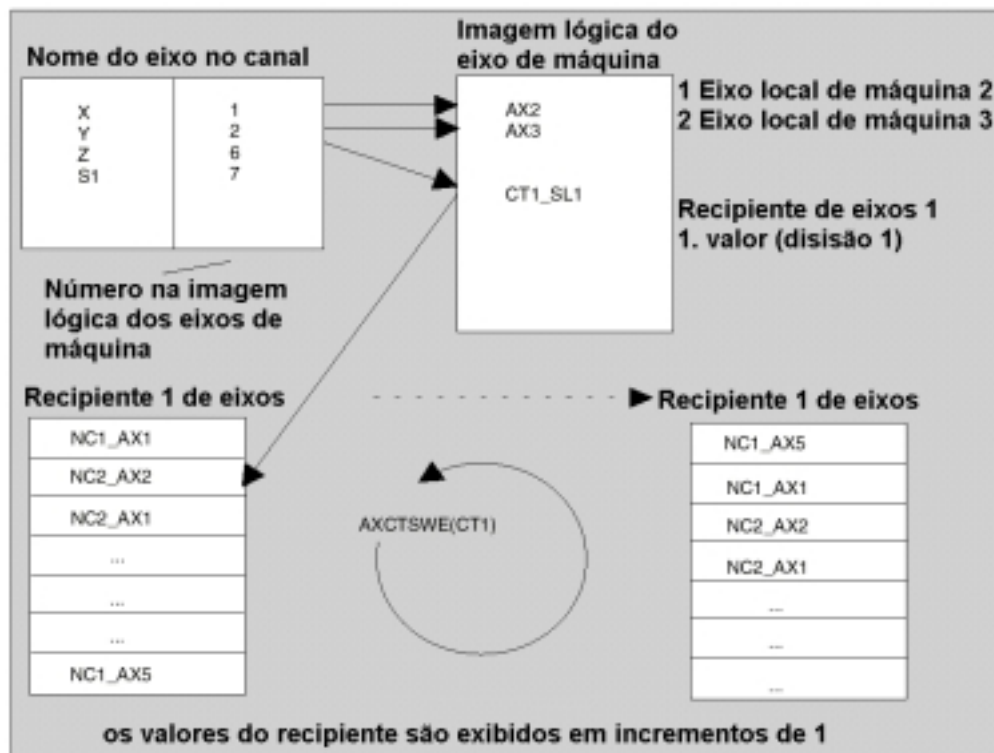 Nome do eixo no canal
X 1
Y 2
Z 6
S1 7
Número na imagem
lógica dos eixos de
máquina
Imagem lógica do
eixo de máquina
AX2
AX3
CT1_SL1
1 Eixo local de máquina 2
2 Eixo local de máquina 3
Recipiente de eixos 1
1. valor (disisão 1)
Recipiente 1 de eixos
NC1_AX1
NC2_AX2
NC2_AX1
...
...
...
NC1_AX5
AXCTSWE(CT1)
Recipiente 1 de eixos
NC1_AX5
NC1_AX1
NC2_AX2
NC2_AX1
...
...
...
os valores do recipiente são exibidos em incrementos de 1